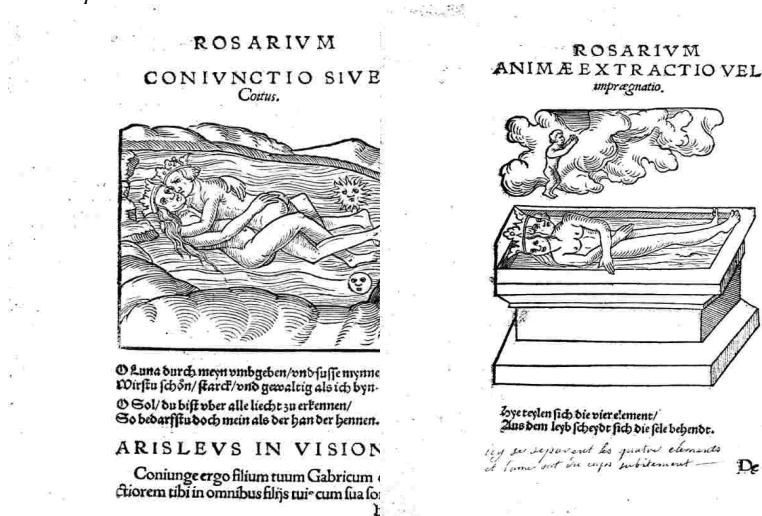 ROSARIVM
CONIVNCTIO SIVE
Coitus.
O Luna durch meyn vmbgeben/vnd suſſe mynne
Wirſtu ſchoͤn/ſtarck/vnd gewaltig als ich byn.
O Sol/du biſt vber alle liecht zu erkennen/
So bedarfſtu doch mein als der han der hennen.
ARISLEVS IN VISION
Coniunge ergo filium tuum Gabricum
ctiorem tibi in omnibus filijs tuis cum ſua ſo
ROSARIVM
ANIMÆ EXTRACTIO VEL
imprægnatio.
Hye teylen ſich die vier element/
Aus dem leyb ſcheydt ſich die ſele behendt.
icy se separent les quatre elements
et l'ame sort du corps subitement —
De